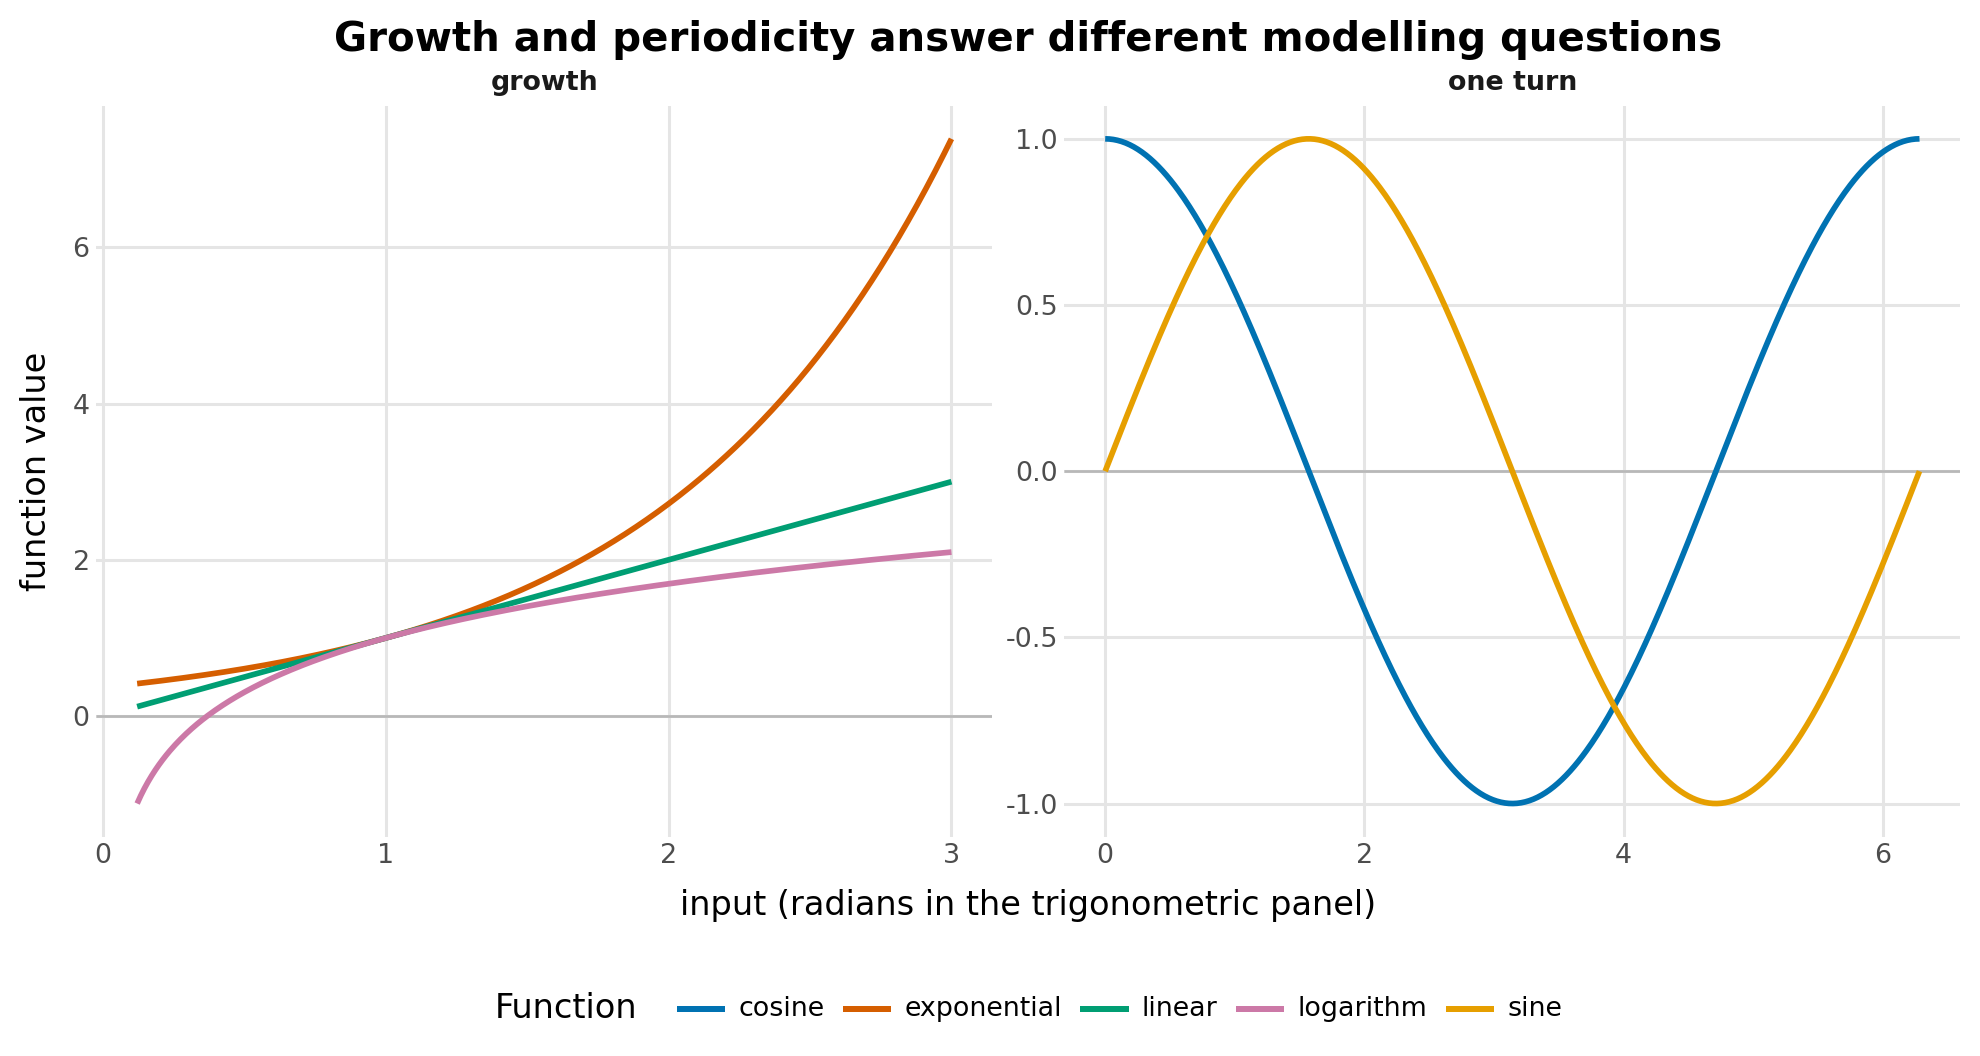 Growth and periodicity answer different modelling questions
growth
one turn
function value
6
4
2
0
0 1 2 3
1.0
0.5
0.0
-0.5
-1.0
0 2 4 6
input (radians in the trigonometric panel)
Function cosine exponential linear logarithm sine